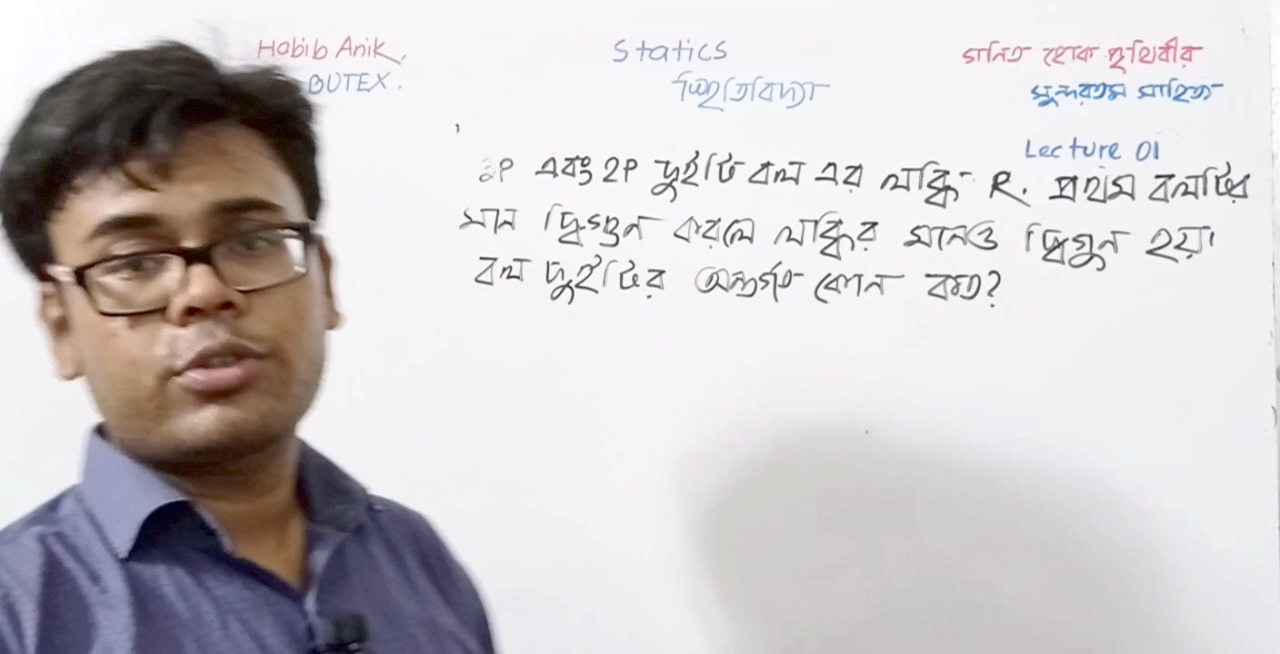 Habib Anik,
BUTEX.
Statics
স্থিতিবিদ্যা
গনিত হোক পৃথিবীর
সুন্দরতম সাহিত্য
Lecture 01
3P এবং 2P দুইটি বল এর লব্ধি R. প্রথম বলটির
মান দ্বিগুন করলে লব্ধির মানও দ্বিগুন হয়।
বল দুইটির অন্তর্গত কোন কত?